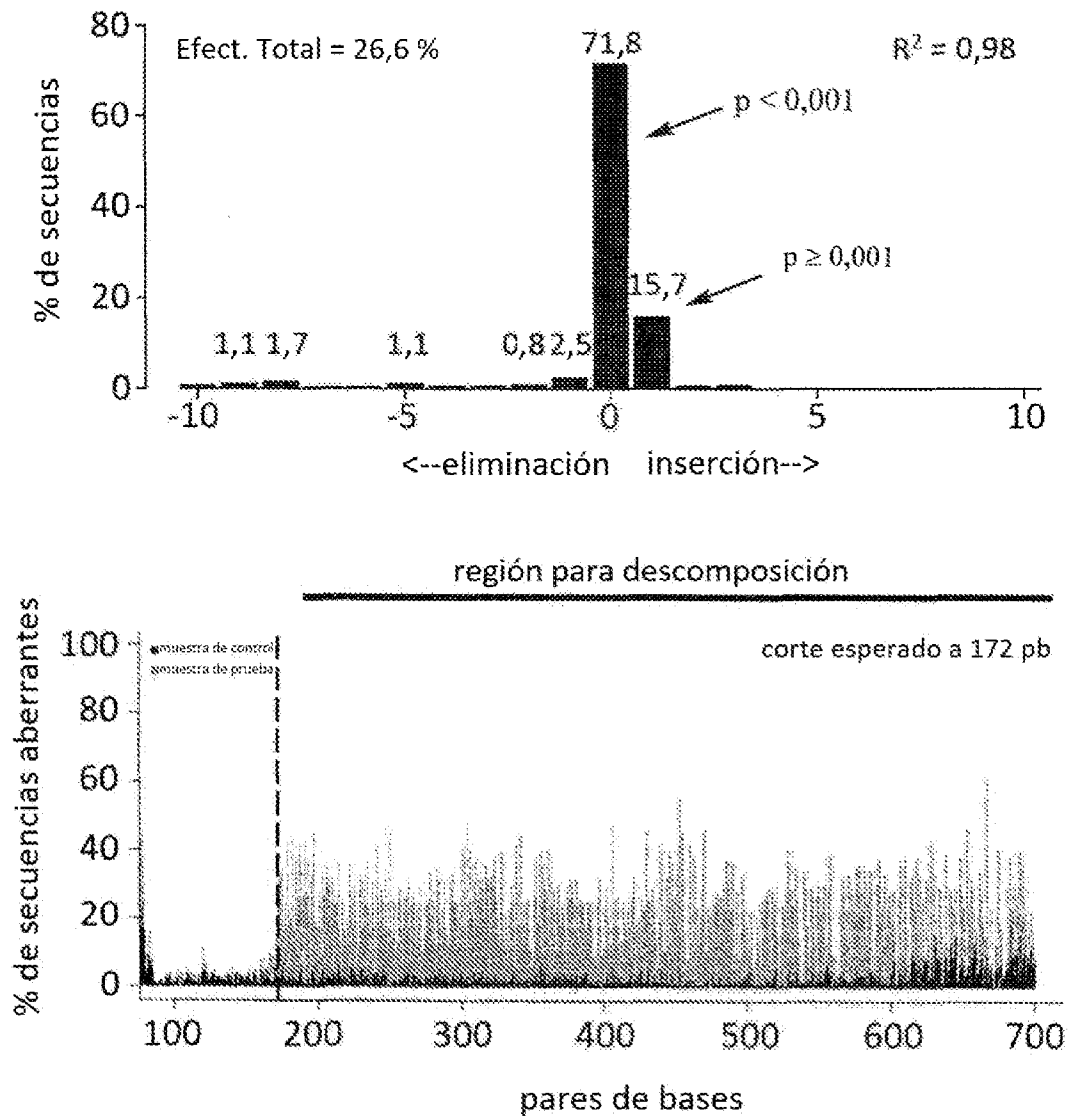 80
60
40
20
0
% de secuencias
Efect. Total = 26,6 %
71,8
R² = 0,98
p < 0,001
p ≥ 0,001
15,7
1,1 1,7
1,1
0,8 2,5
-10 -5 0 5 10
<--eliminación inserción-->
región para descomposición
100
80
60
40
20
0
% de secuencias aberrantes
muestra de control
muestra de prueba
corte esperado a 172 pb
100 200 300 400 500 600 700
pares de bases